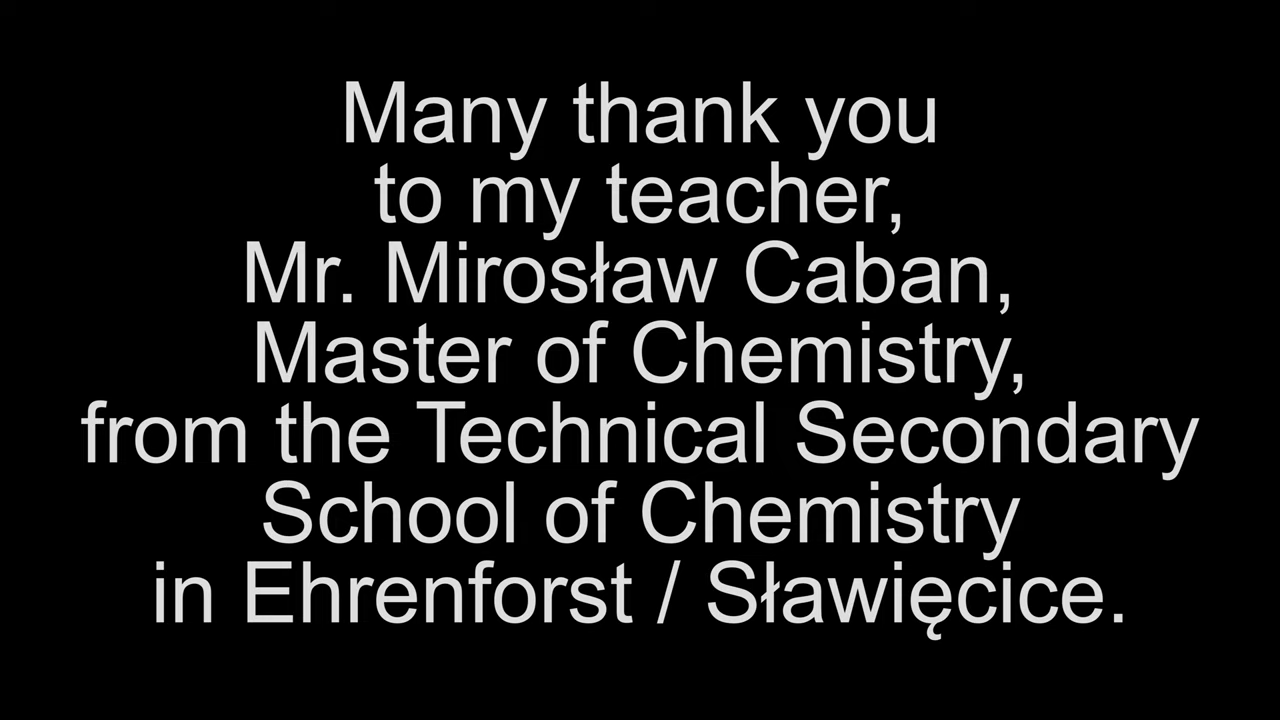 Many thank you
to my teacher,
Mr. Mirosław Caban,
Master of Chemistry,
from the Technical Secondary
School of Chemistry
in Ehrenforst / Sławięcice.